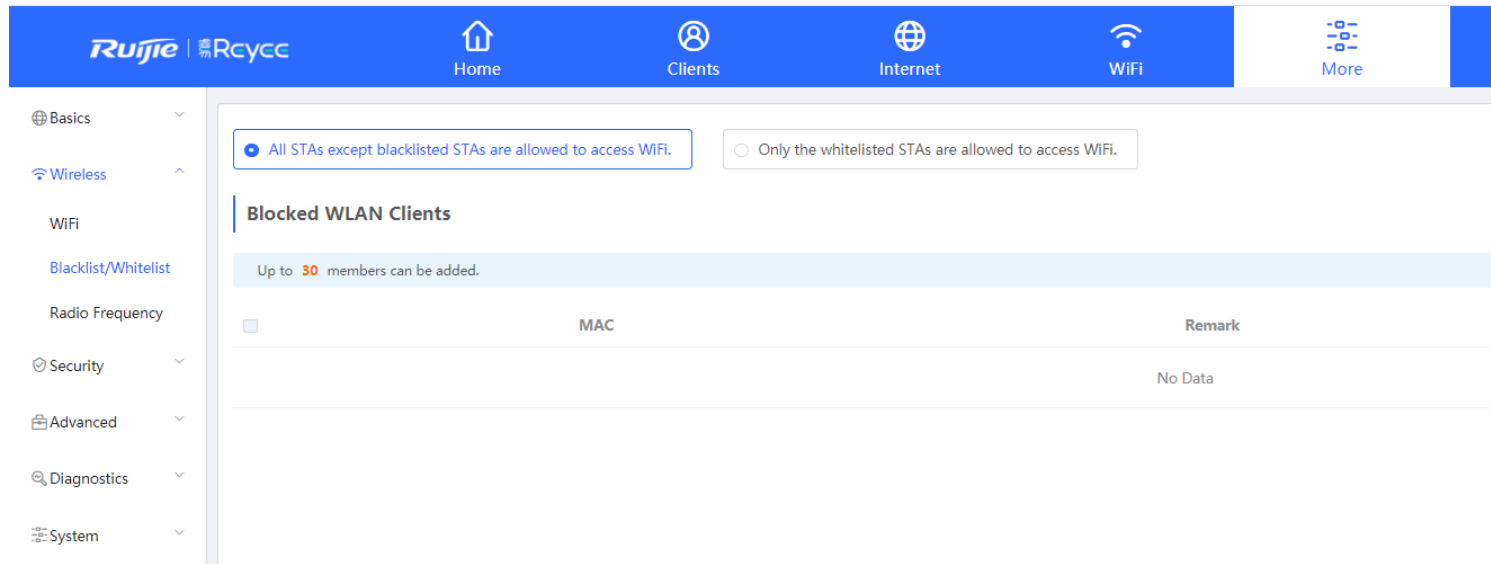 Ruijie | 睿易 Reyee
Home
Clients
Internet
WiFi
More
Basics
Wireless
WiFi
Blacklist/Whitelist
Radio Frequency
Security
Advanced
Diagnostics
System
All STAs except blacklisted STAs are allowed to access WiFi.
Only the whitelisted STAs are allowed to access WiFi.
Blocked WLAN Clients
Up to 30 members can be added.
MAC Remark
No Data